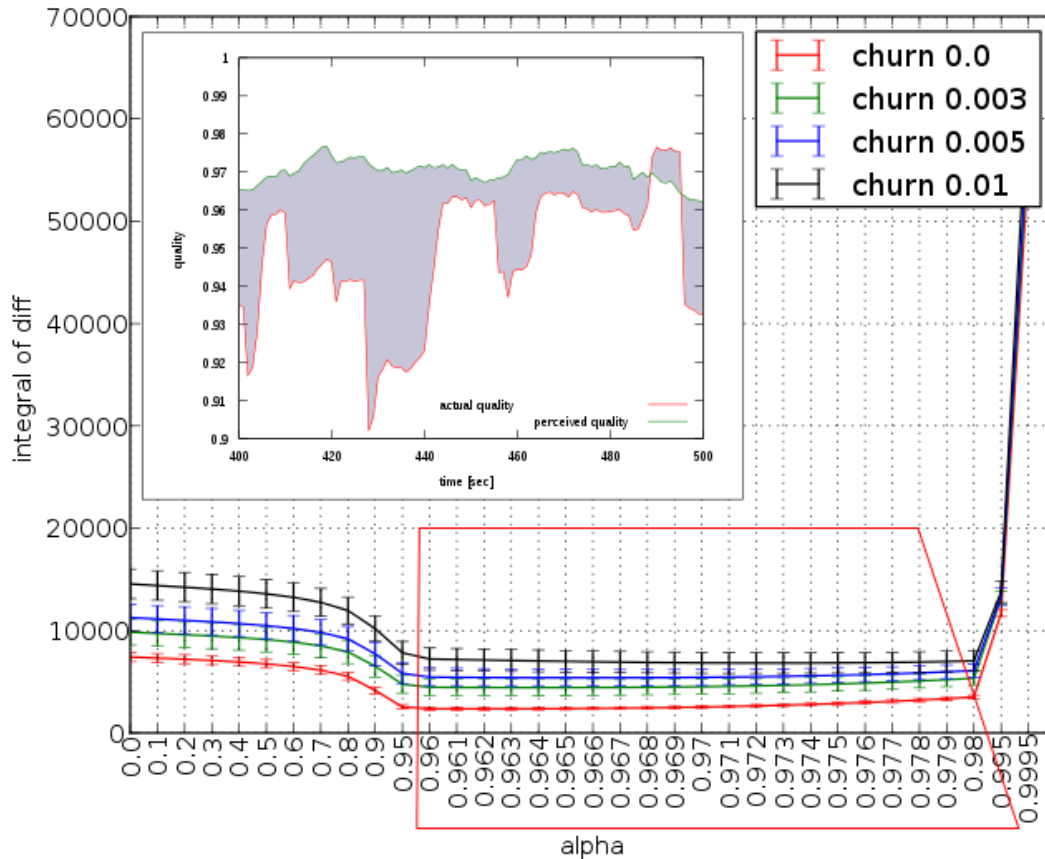 70000
60000
50000
40000
30000
20000
10000
0
integral of diff
churn 0.0
churn 0.003
churn 0.005
churn 0.01
1
0.99
0.98
0.97
0.96
0.95
0.94
0.93
0.92
0.91
0.9
quality
actual quality
perceived quality
400 420 440 460 480 500
time [sec]
0.0 0.1 0.2 0.3 0.4 0.5 0.6 0.7 0.8 0.9 0.95 0.96 0.961 0.962 0.963 0.964 0.965 0.966 0.967 0.968 0.969 0.97 0.971 0.972 0.973 0.974 0.975 0.976 0.977 0.978 0.979 0.98 0.995 0.9995
alpha